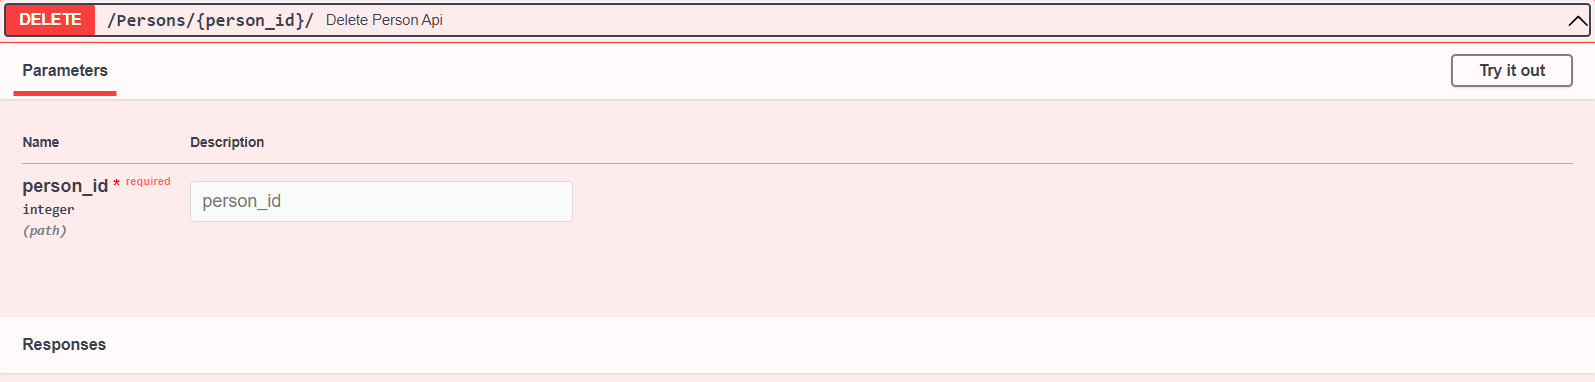 DELETE /Persons/{person_id}/ Delete Person Api
Parameters Try it out
Name Description
person_id * required
integer
(path)
person_id
Responses